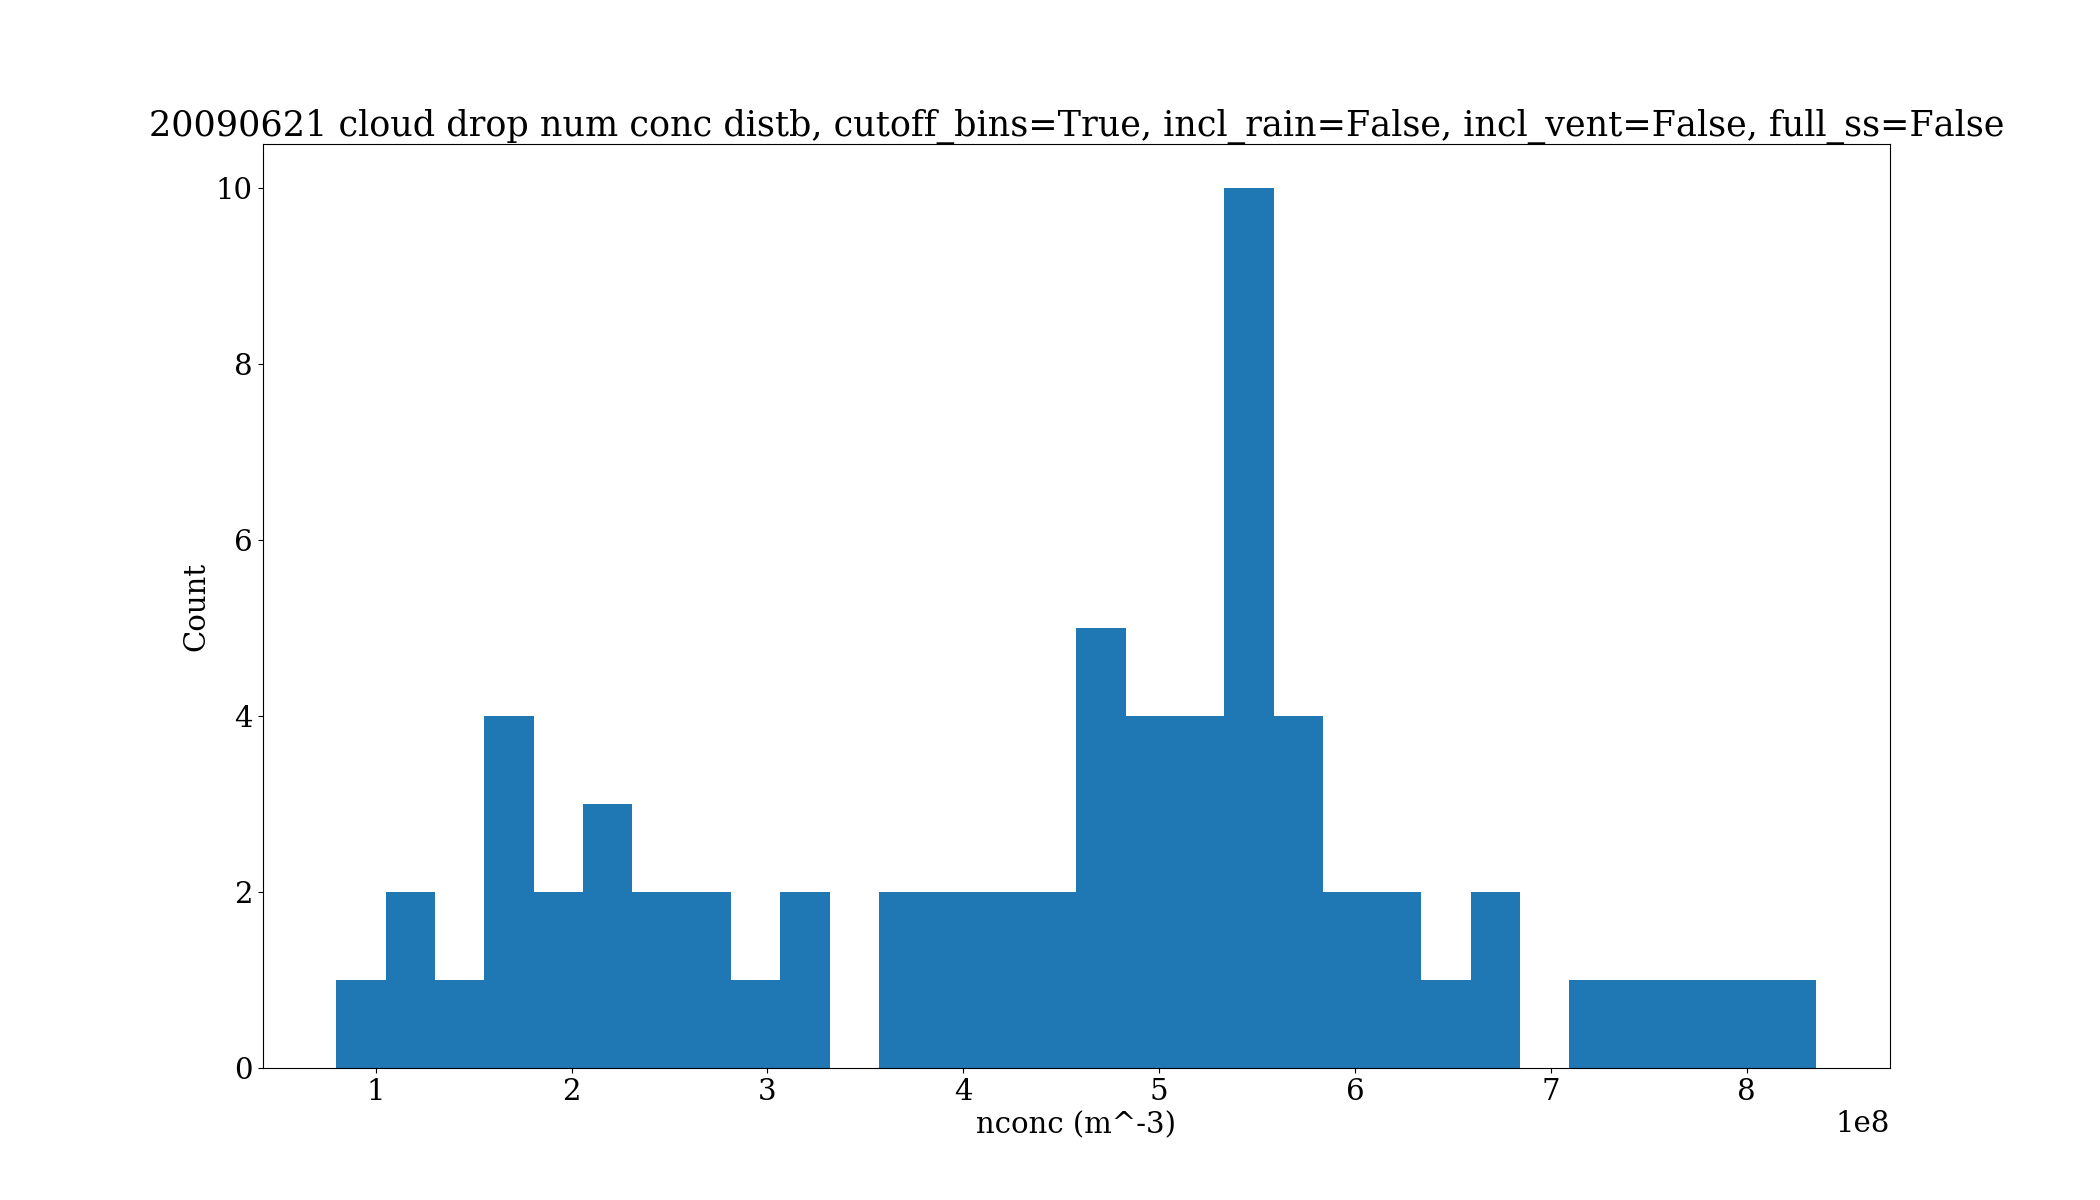 20090621 cloud drop num conc distb, cutoff_bins=True, incl_rain=False, incl_vent=False, full_ss=False
10
8
6
4
2
0
Count
1 2 3 4 5 6 7 8
nconc (m^-3)
1e8